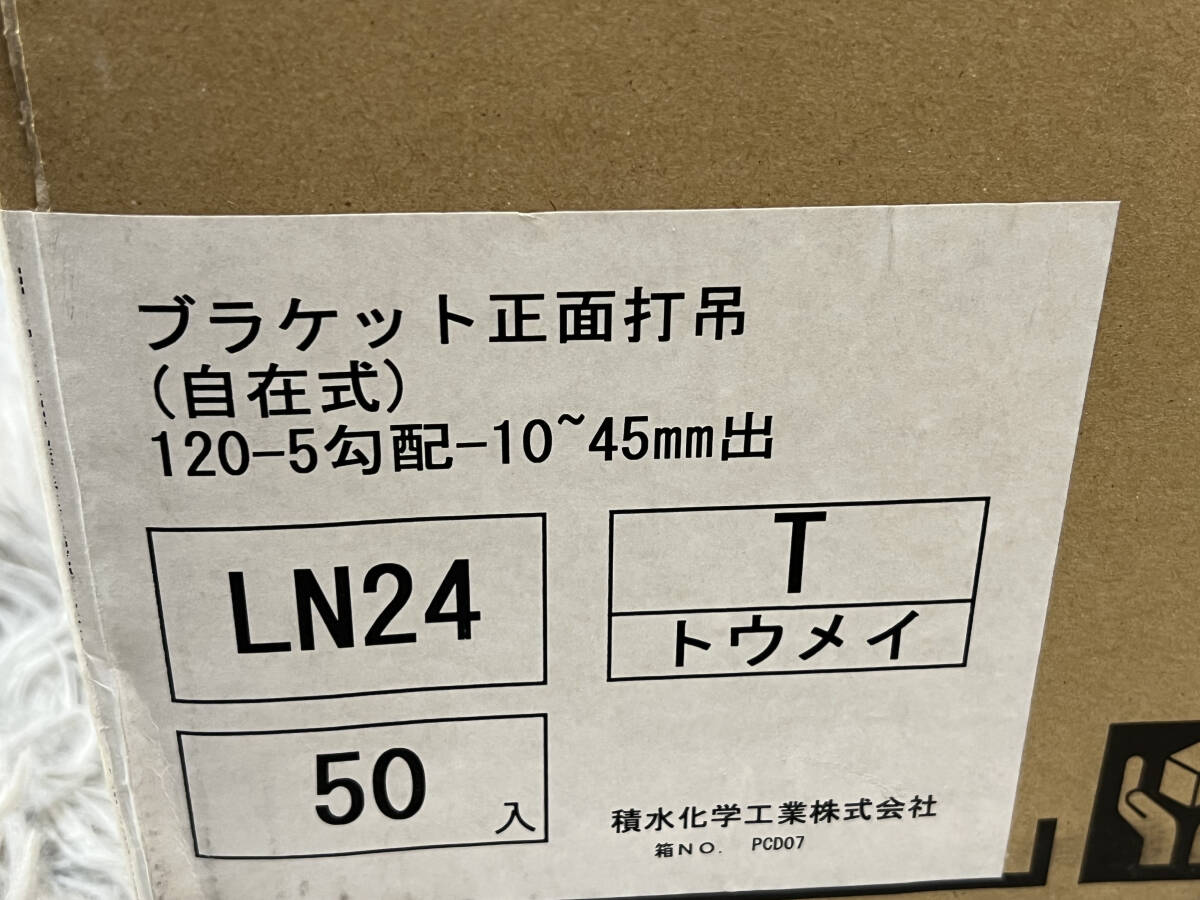 ブラケット正面打吊
(自在式)
120-5勾配-10~45mm出
LN24
T
トウメイ
50入
積水化学工業株式会社
箱NO. PCD07